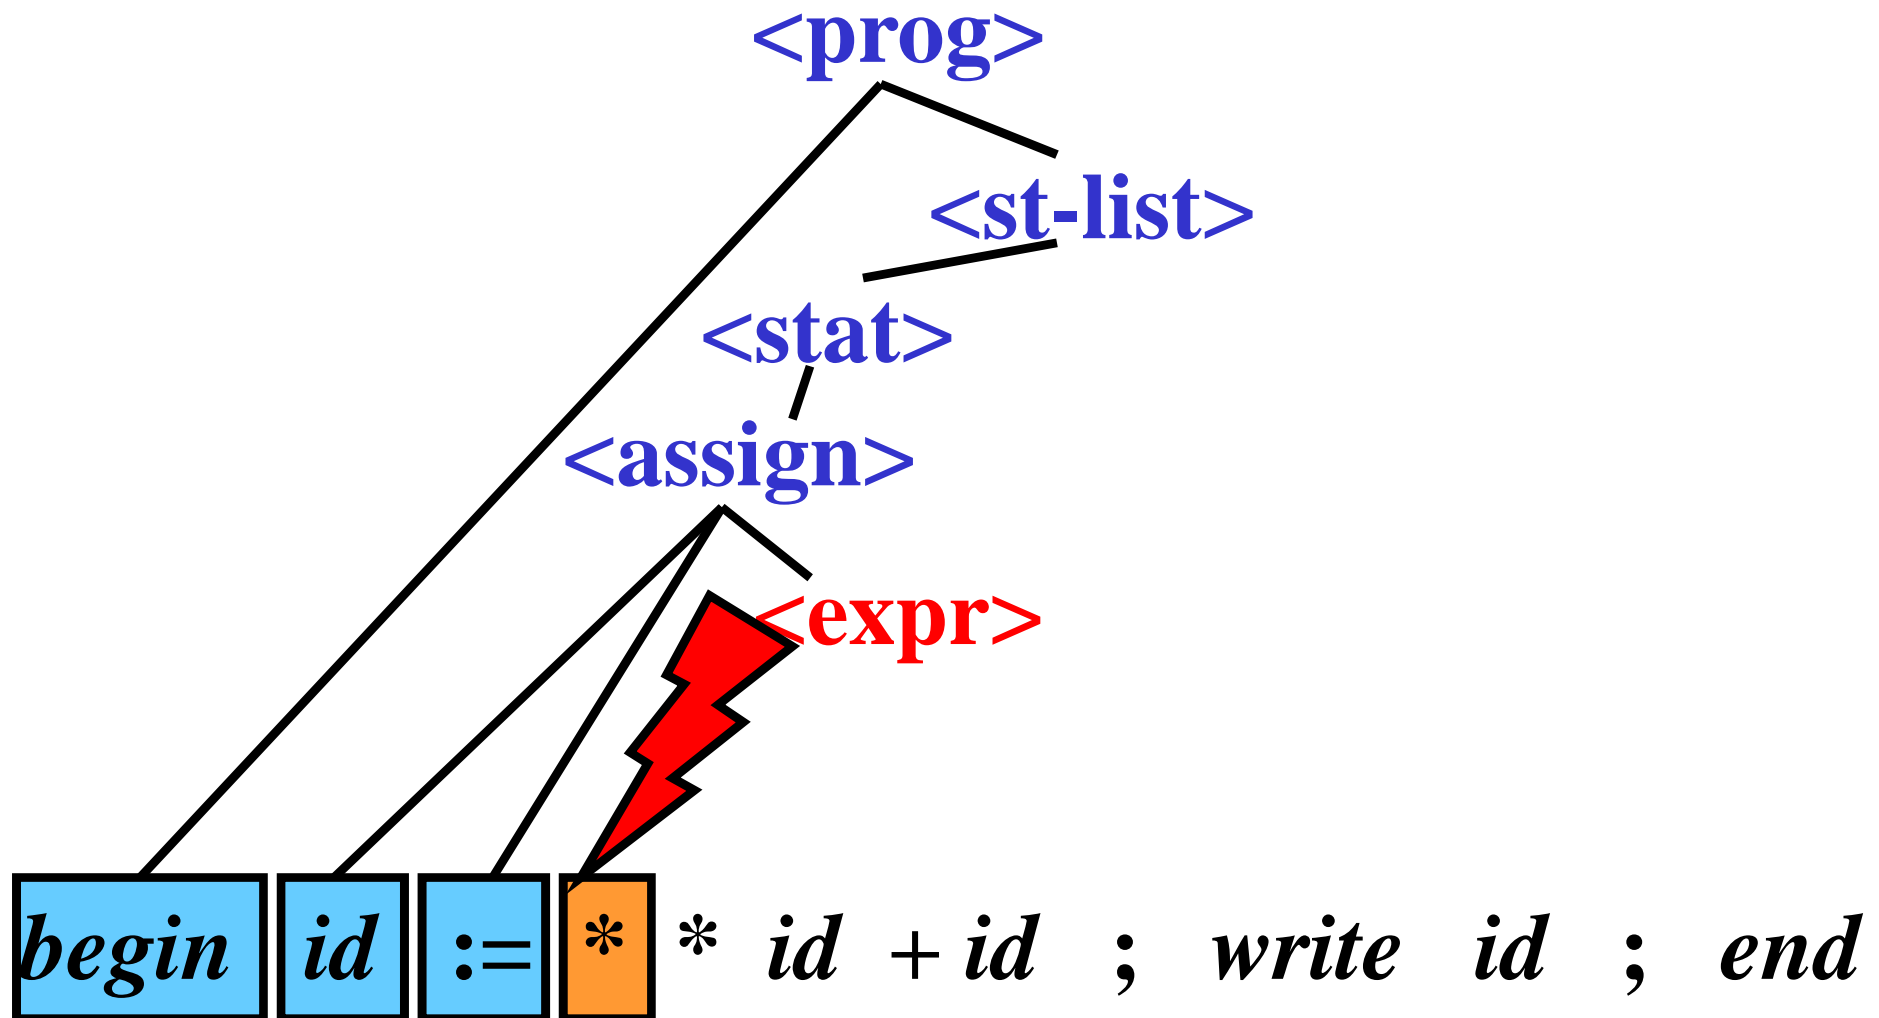 <prog>
<st-list>
<stat>
<assign>
<expr>
begin id := * * id + id ; write id ; end